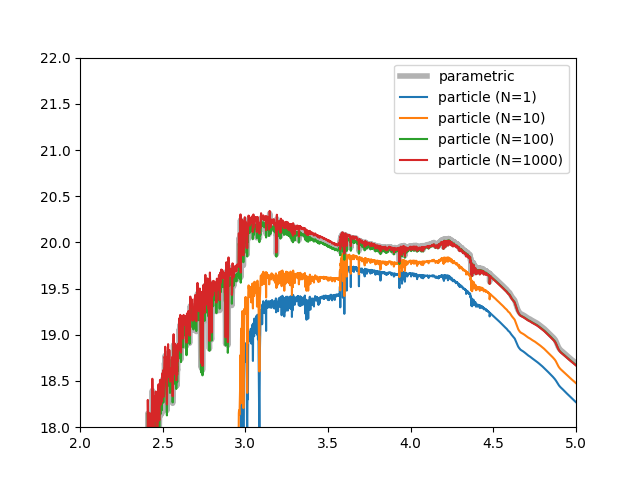 22.0
21.5
21.0
20.5
20.0
19.5
19.0
18.5
18.0
2.0 2.5 3.0 3.5 4.0 4.5 5.0
parametric
particle (N=1)
particle (N=10)
particle (N=100)
particle (N=1000)